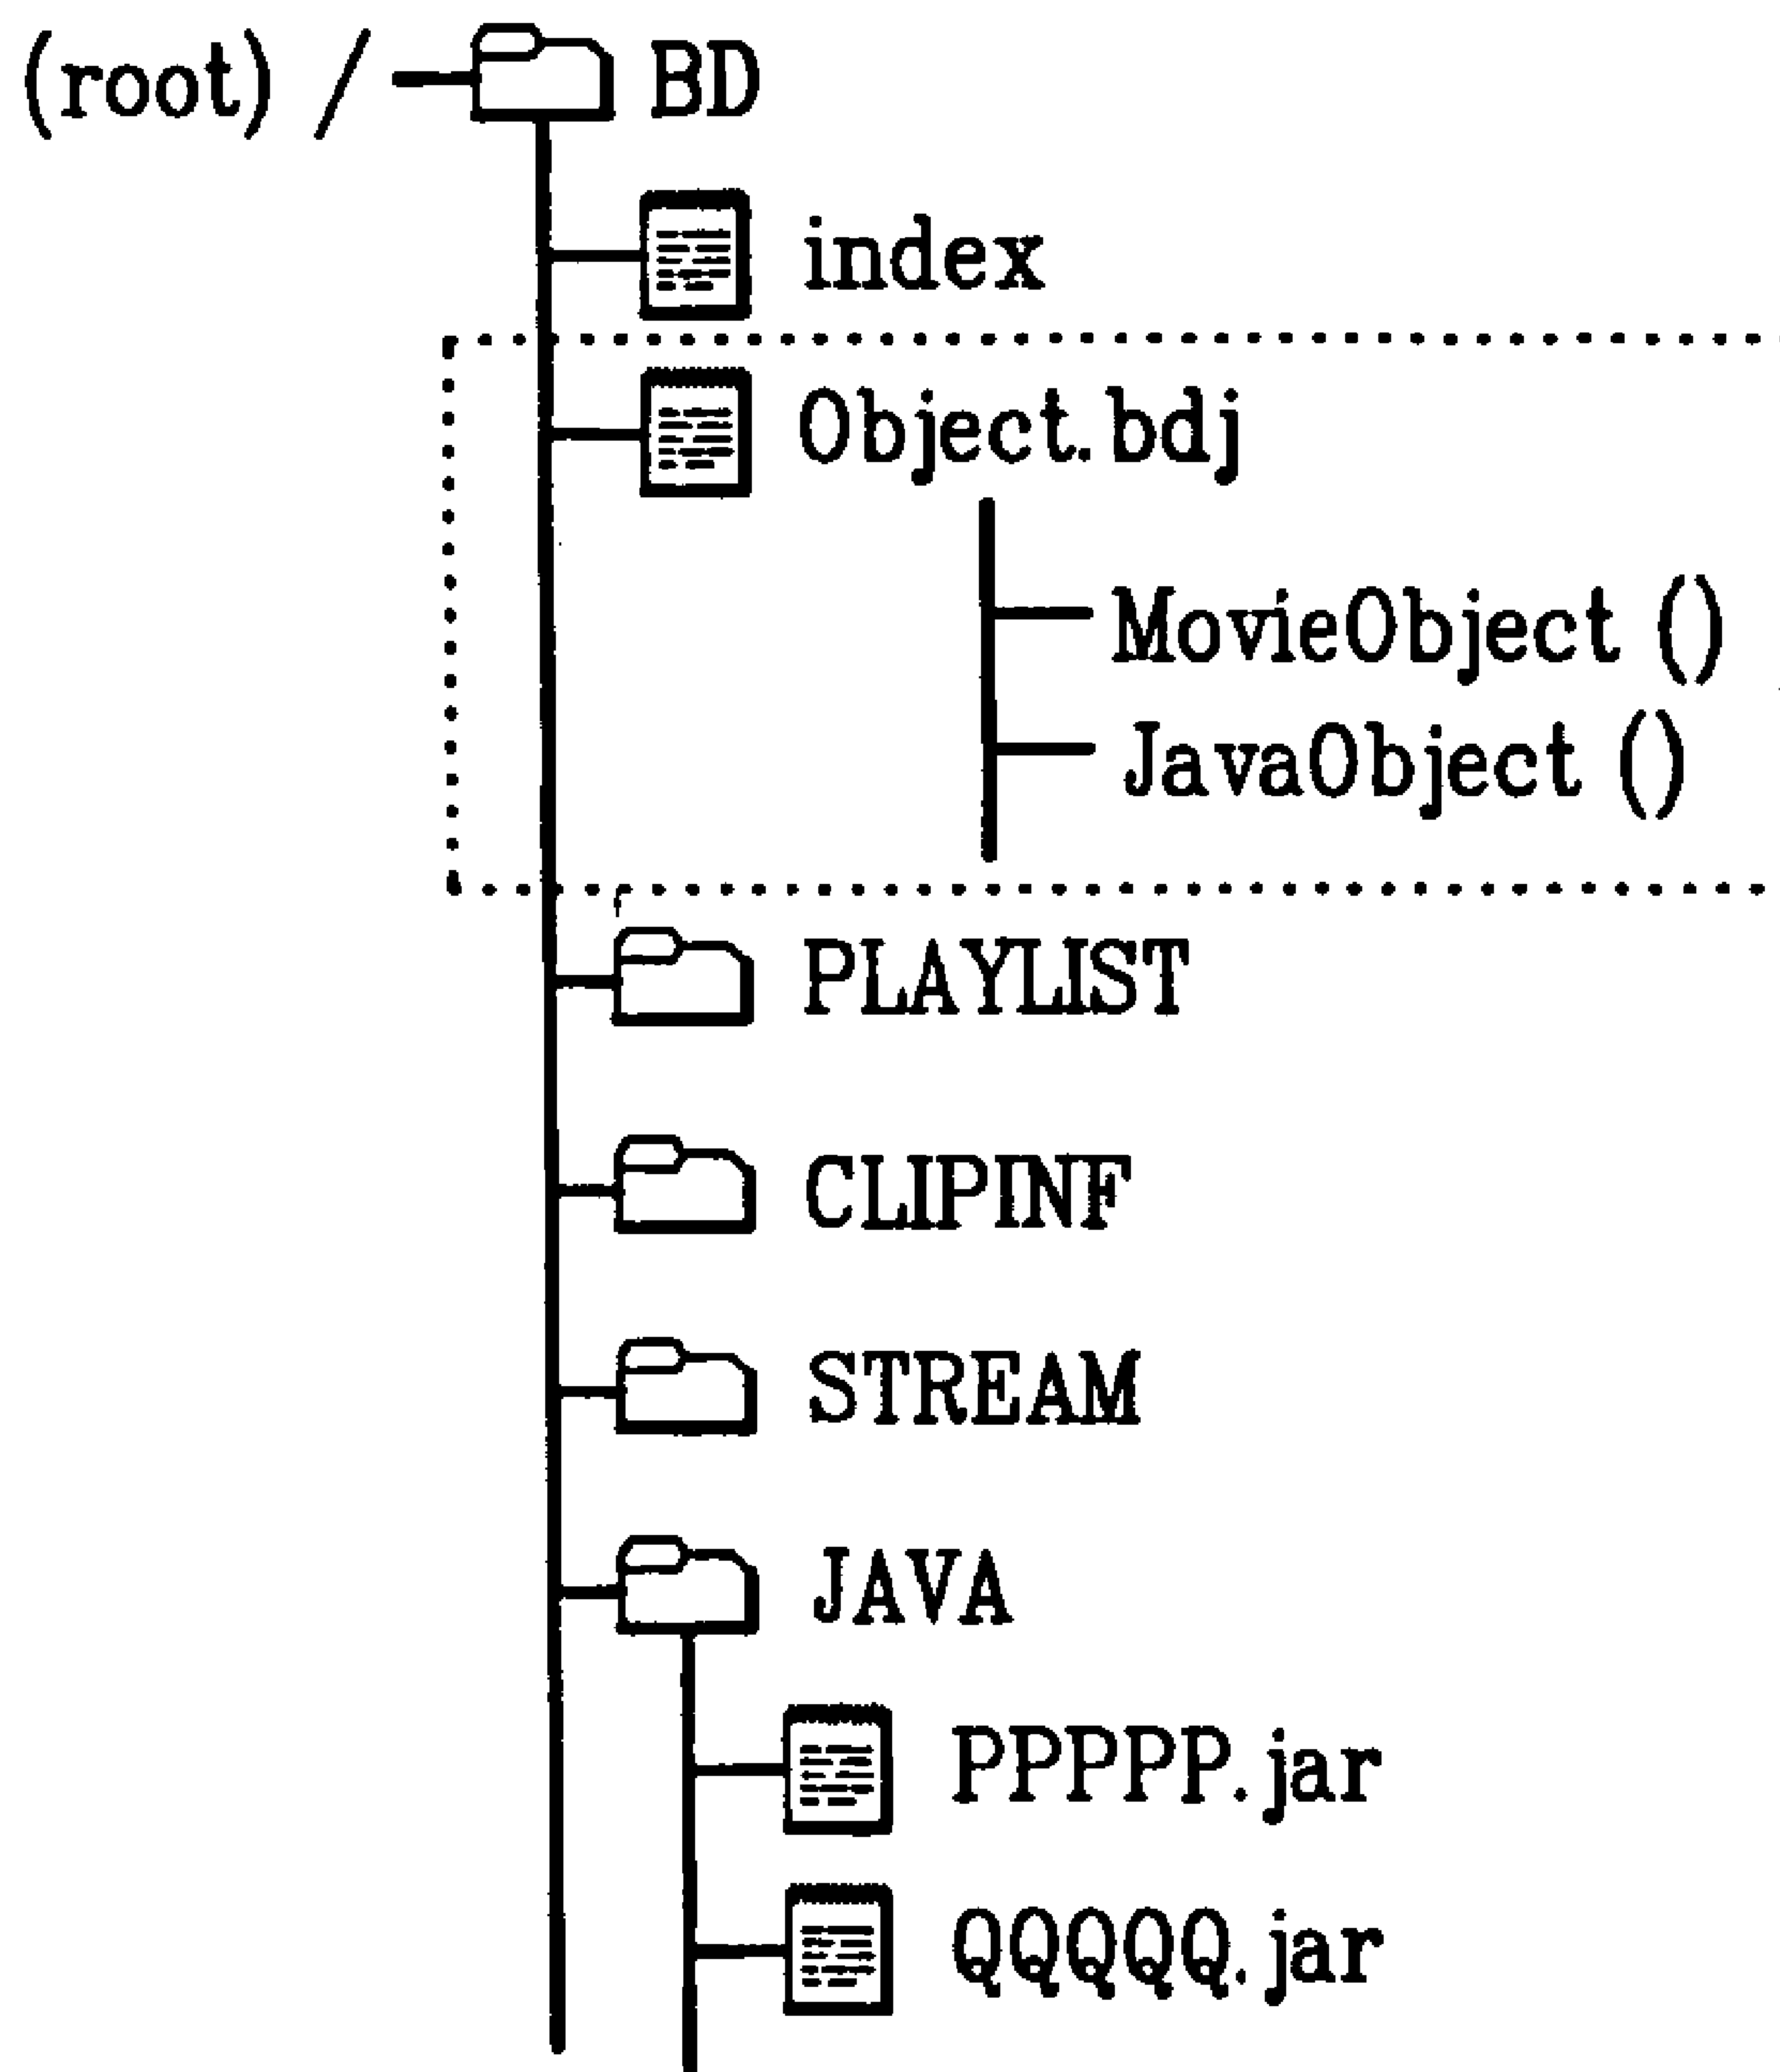 (root) / BD
index
Object.bdj
MovieObject ()
JavaObject ()
PLAYLIST
CLIPINF
STREAM
JAVA
PPPPP.jar
QQQQQ.jar